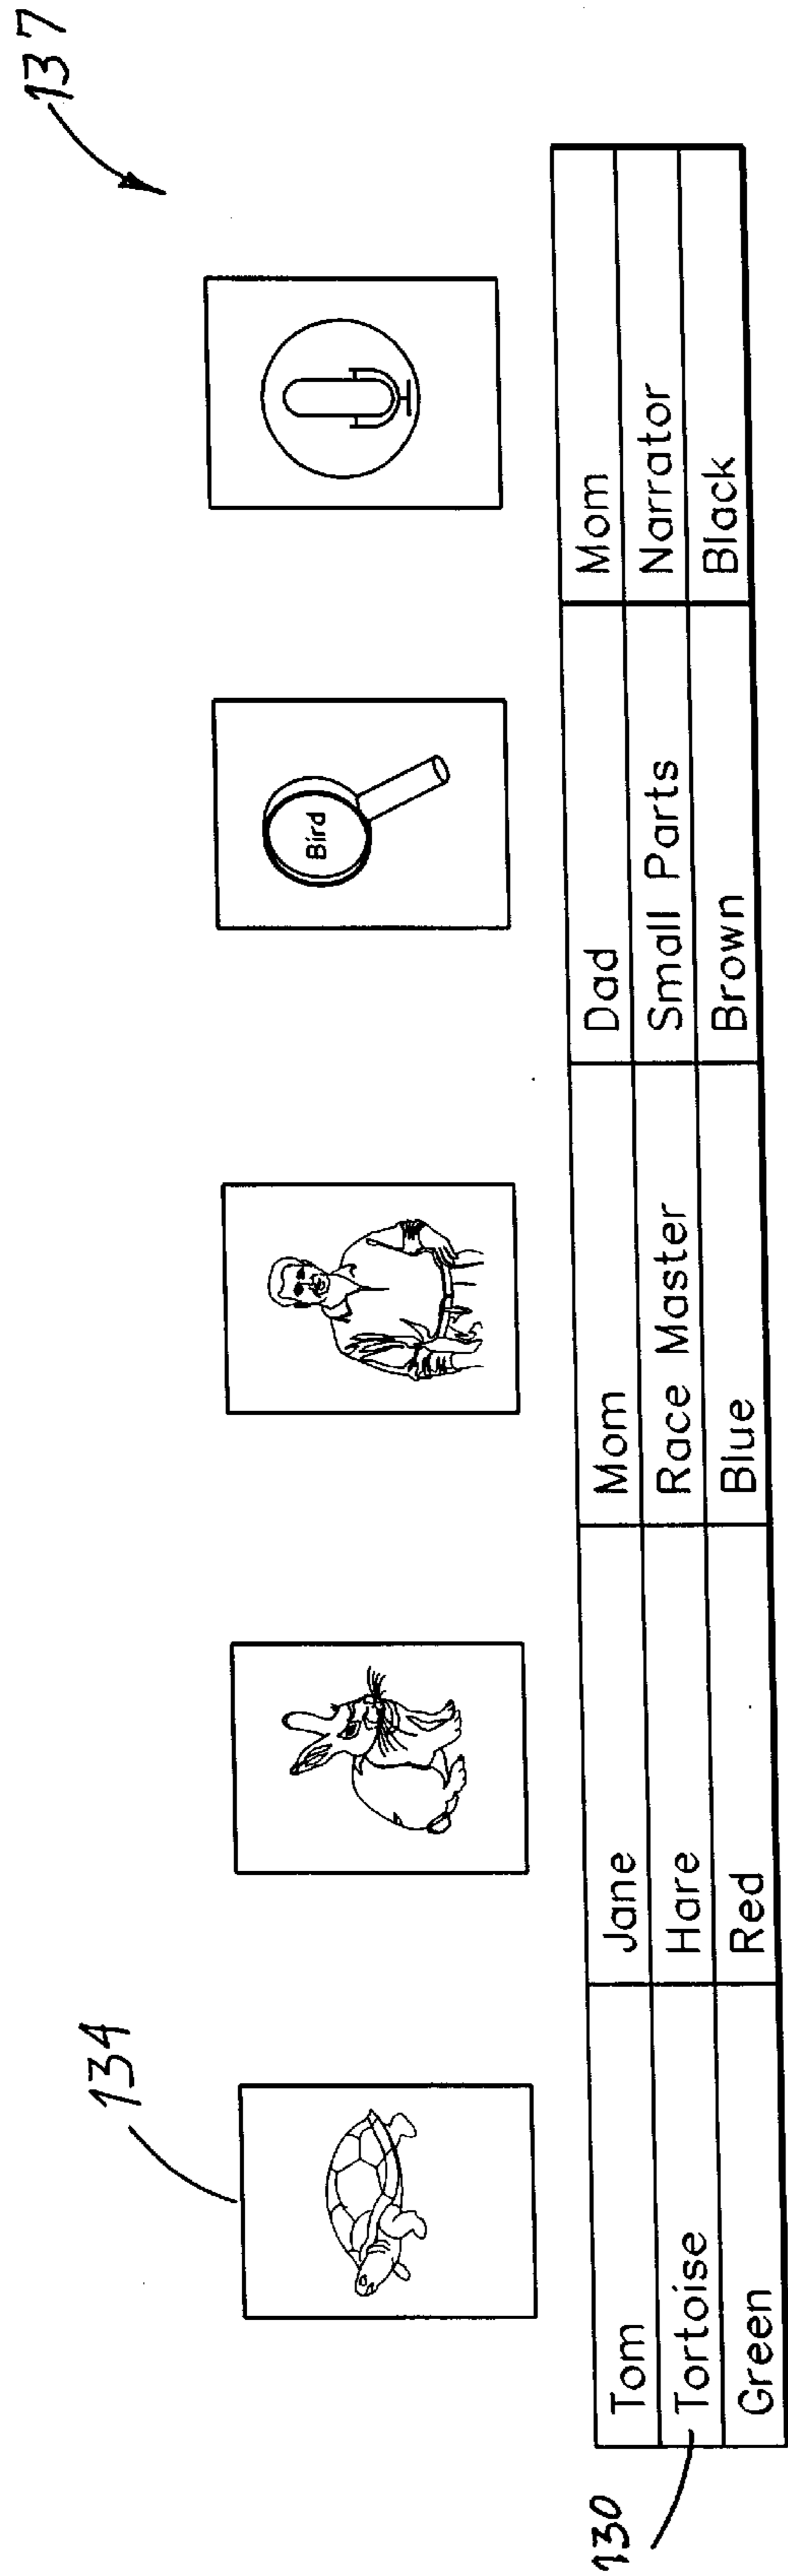 137
134
Bird
130
Tom Jane Mom Dad Mom
Tortoise Hare Race Master Small Parts Narrator
Green Red Blue Brown Black